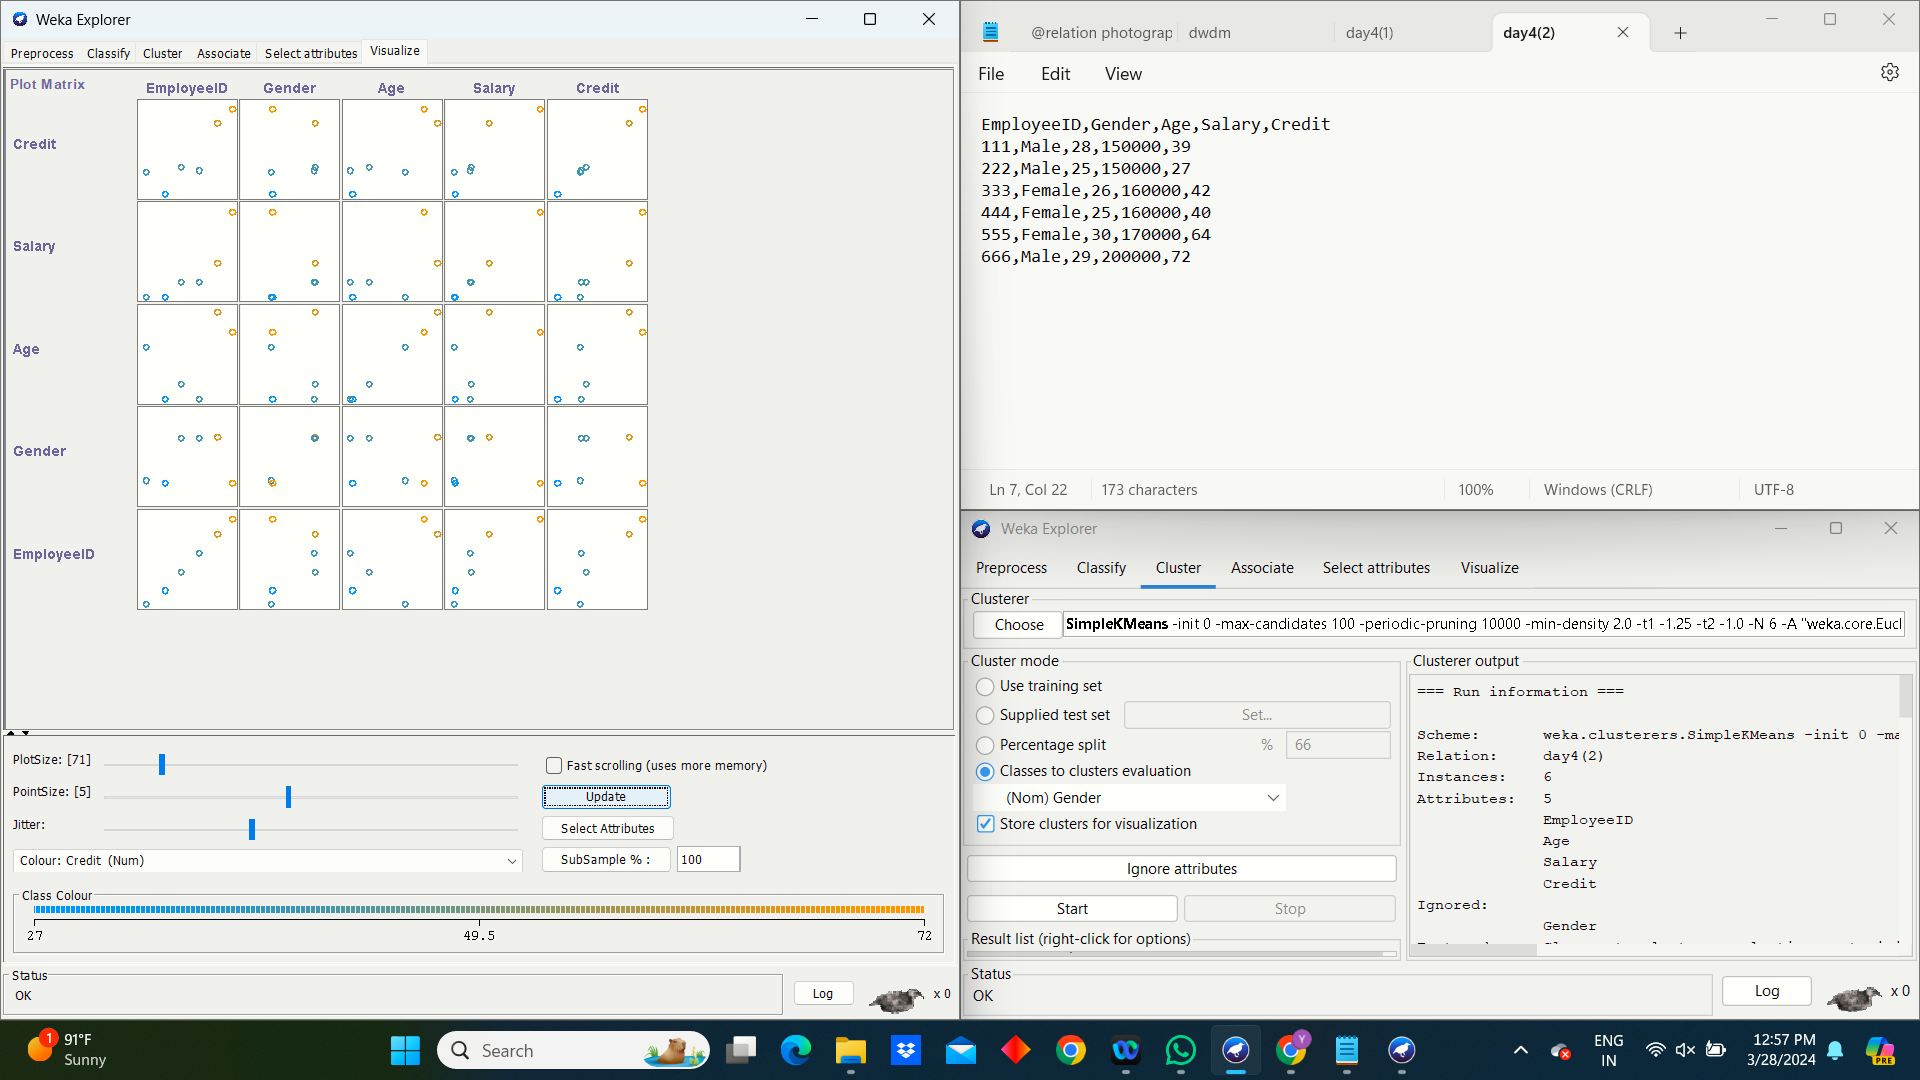 Weka Explorer
Preprocess Classify Cluster Associate Select attributes Visualize
Plot Matrix EmployeeID Gender Age Salary Credit
Credit
Salary
Age
Gender
EmployeeID
PlotSize: [71]
PointSize: [5]
Jitter:
Fast scrolling (uses more memory)
Update
Select Attributes
Colour: Credit (Num)
SubSample % : 100
Class Colour
27 49.5 72
Status
OK
Log
x 0
@relation photograp dwdm day4(1) day4(2)
File Edit View
EmployeeID,Gender,Age,Salary,Credit
111,Male,28,150000,39
222,Male,25,150000,27
333,Female,26,160000,42
444,Female,25,160000,40
555,Female,30,170000,64
666,Male,29,200000,72
Ln 7, Col 22 173 characters 100% Windows (CRLF) UTF-8
Weka Explorer
Preprocess Classify Cluster Associate Select attributes Visualize
Clusterer
Choose SimpleKMeans -init 0 -max-candidates 100 -periodic-pruning 10000 -min-density 2.0 -t1 -1.25 -t2 -1.0 -N 6 -A "weka.core.Eucl
Cluster mode
Use training set
Supplied test set Set...
Percentage split % 66
Classes to clusters evaluation
(Nom) Gender
Store clusters for visualization
Ignore attributes
Start Stop
Result list (right-click for options)
Clusterer output
=== Run information ===
Scheme: weka.clusterers.SimpleKMeans -init 0 -ma
Relation: day4(2)
Instances: 6
Attributes: 5
EmployeeID
Age
Salary
Credit
Ignored:
Gender
Status
OK
Log
x 0
1
91°F
Sunny
Search
Y
ENG
IN
12:57 PM
3/28/2024
PRE